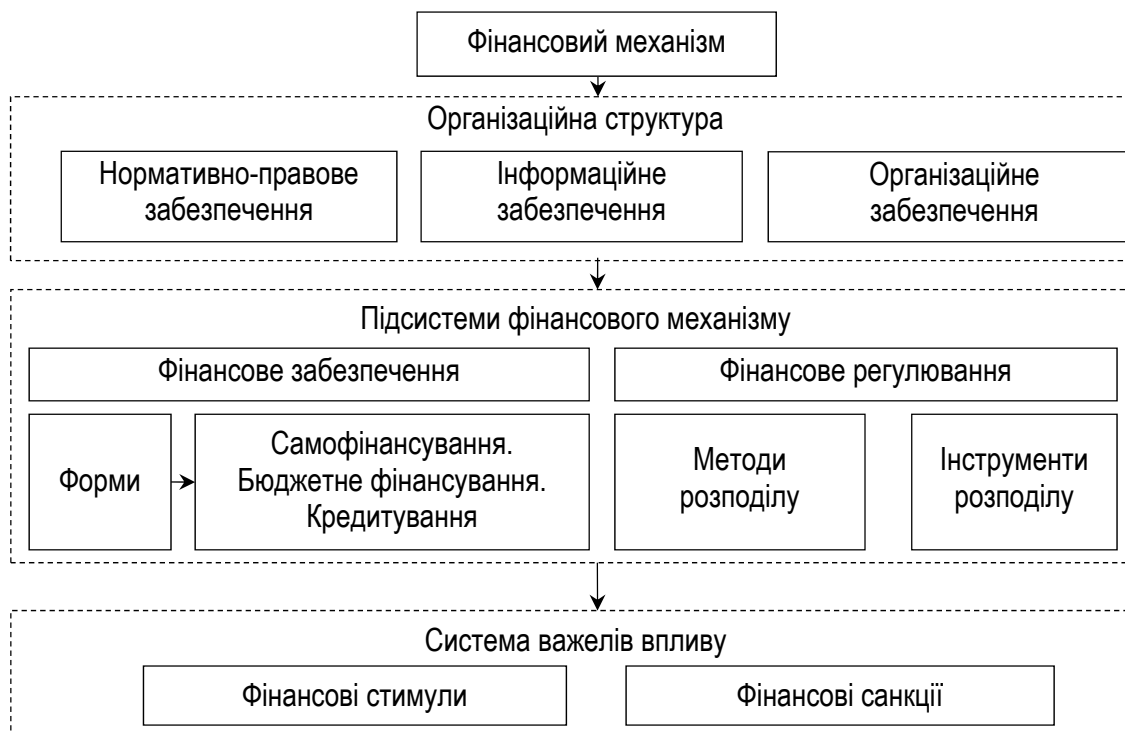 Фінансовий механізм
Організаційна структура
Нормативно-правове
забезпечення
Інформаційне
забезпечення
Організаційне
забезпечення
Підсистеми фінансового механізму
Фінансове забезпечення
Фінансове регулювання
Форми
Самофінансування.
Бюджетне фінансування.
Кредитування
Методи
розподілу
Інструменти
розподілу
Система важелів впливу
Фінансові стимули
Фінансові санкції